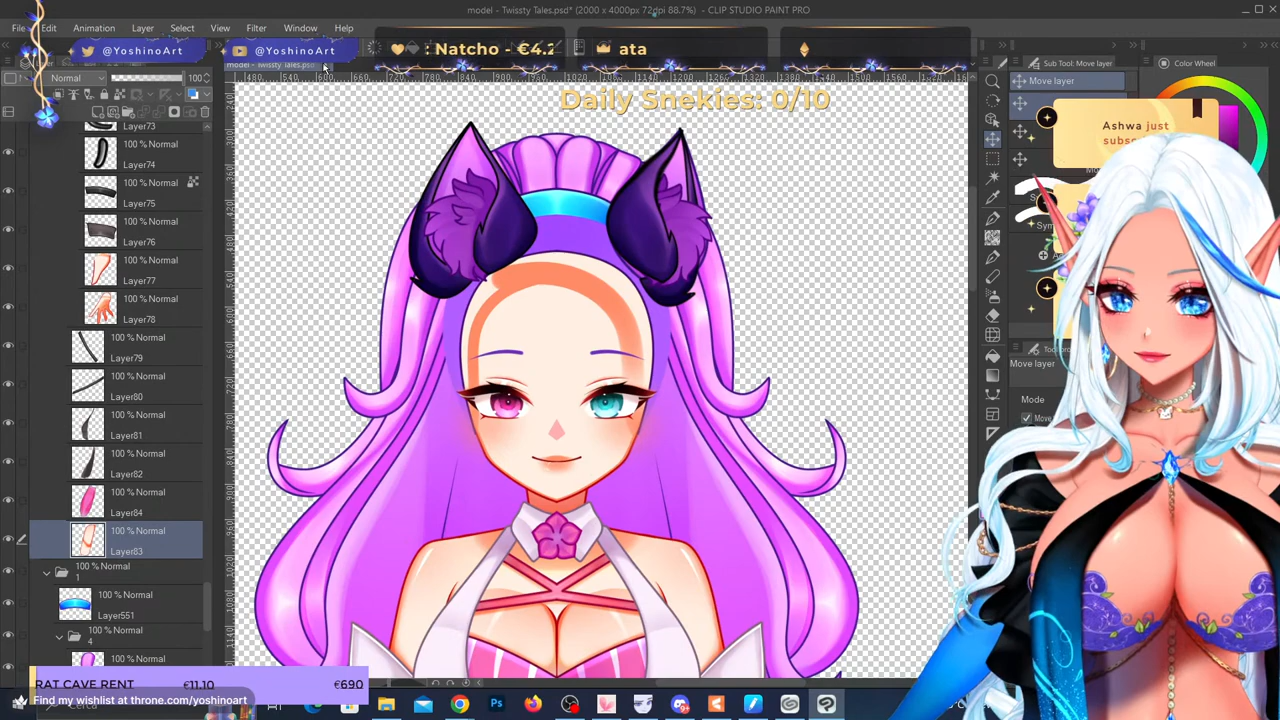 model - Twissty Tales.psd* (2000 x 4000px 72dpi 88.7%) - CLIP STUDIO PAINT PRO
File Edit Animation Layer Select View Filter Window Help
@YoshinoArt @YoshinoArt
: Natcho - €4.2
ata
model - Twissty Tales.psd*
Daily Snekies: 0/10
Normal 100
Sub Tool: Move layer
Color Wheel
Move layer
Ashwa just
Layer73
100 % Normal
Layer74
100 % Normal
Layer75
100 % Normal
Layer76
100 % Normal
Layer77
100 % Normal
Layer78
100 % Normal
Layer79
100 % Normal
Layer80
100 % Normal
Layer81
100 % Normal
Layer82
100 % Normal
Layer84
100 % Normal
Layer83
100 % Normal
1
100 % Normal
Layer551
100 % Normal
4
100 % Normal
Move layer
Mode
RAT CAVE RENT €11.10 €690
Find my wishlist at throne.com/yoshinoart